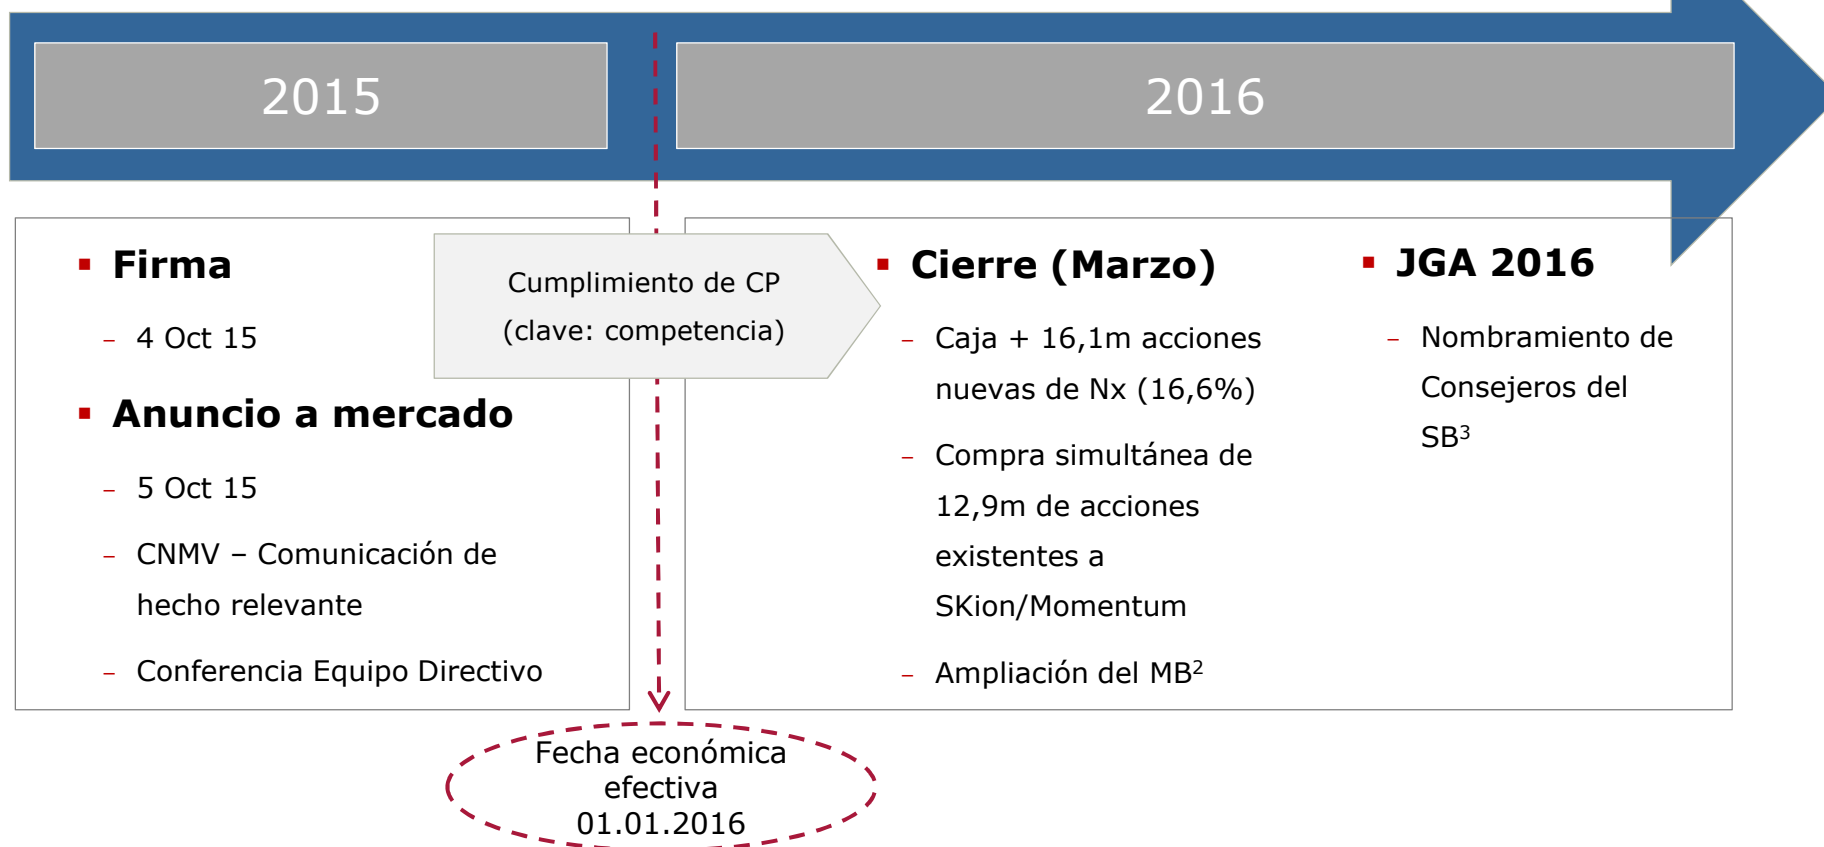 2015
2016
Firma
– 4 Oct 15
Anuncio a mercado
– 5 Oct 15
– CNMV – Comunicación de
hecho relevante
– Conferencia Equipo Directivo
Cumplimiento de CP
(clave: competencia)
Cierre (Marzo)
– Caja + 16,1m acciones
nuevas de Nx (16,6%)
– Compra simultánea de
12,9m de acciones
existentes a
SKion/Momentum
– Ampliación del MB²
JGA 2016
– Nombramiento de
Consejeros del
SB³
Fecha económica
efectiva
01.01.2016